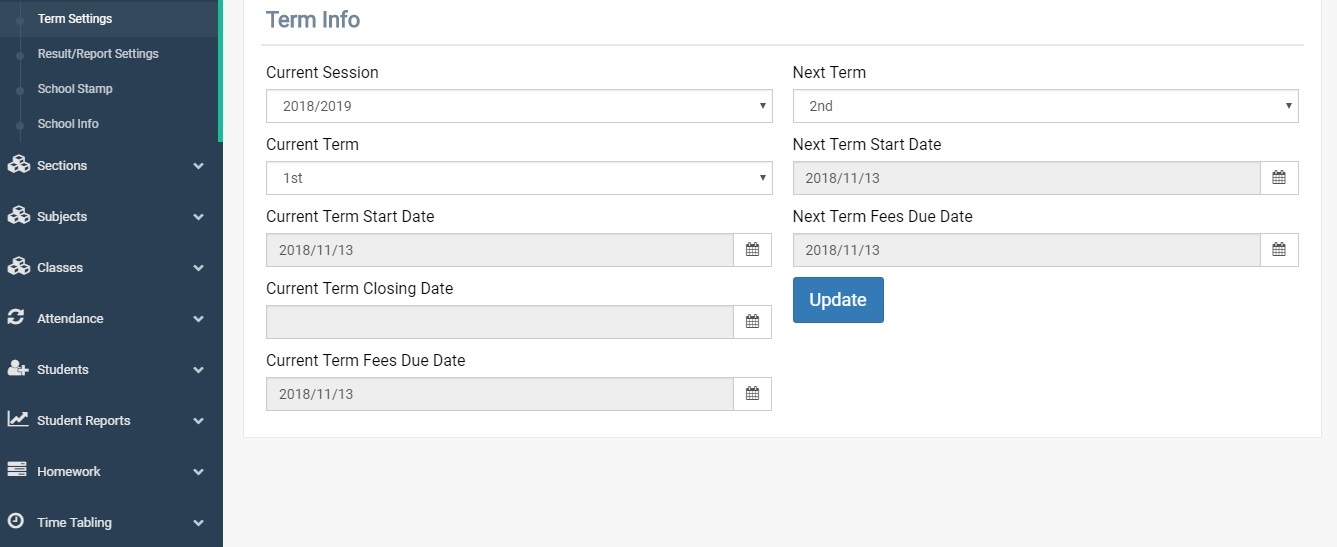 Term Settings
Result/Report Settings
School Stamp
School Info
Sections
Subjects
Classes
Attendance
Students
Student Reports
Homework
Time Tabling
Term Info
Current Session
2018/2019
Current Term
1st
Current Term Start Date
2018/11/13
Current Term Closing Date
Current Term Fees Due Date
2018/11/13
Next Term
2nd
Next Term Start Date
2018/11/13
Next Term Fees Due Date
2018/11/13
Update